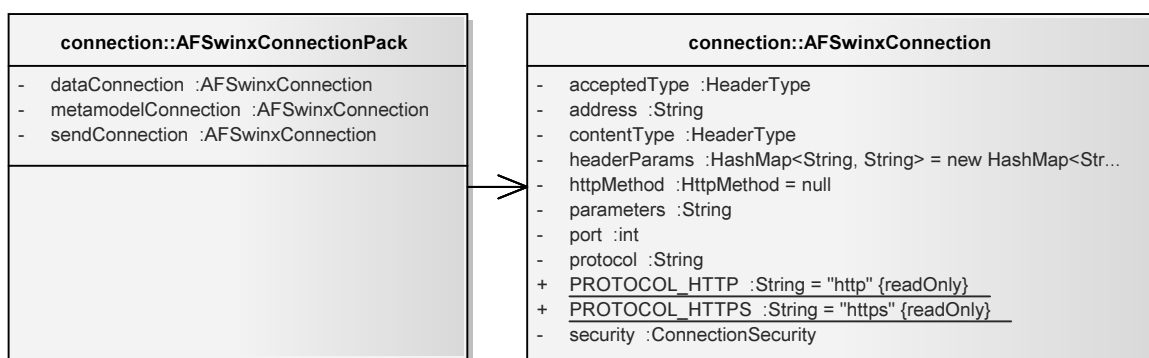 connection::AFSwinxConnectionPack
- dataConnection :AFSwinxConnection
- metamodelConnection :AFSwinxConnection
- sendConnection :AFSwinxConnection
connection::AFSwinxConnection
- acceptedType :HeaderType
- address :String
- contentType :HeaderType
- headerParams :HashMap<String, String> = new HashMap<Str...
- httpMethod :HttpMethod = null
- parameters :String
- port :int
- protocol :String
+ PROTOCOL_HTTP :String = "http" {readOnly}
+ PROTOCOL_HTTPS :String = "https" {readOnly}
- security :ConnectionSecurity